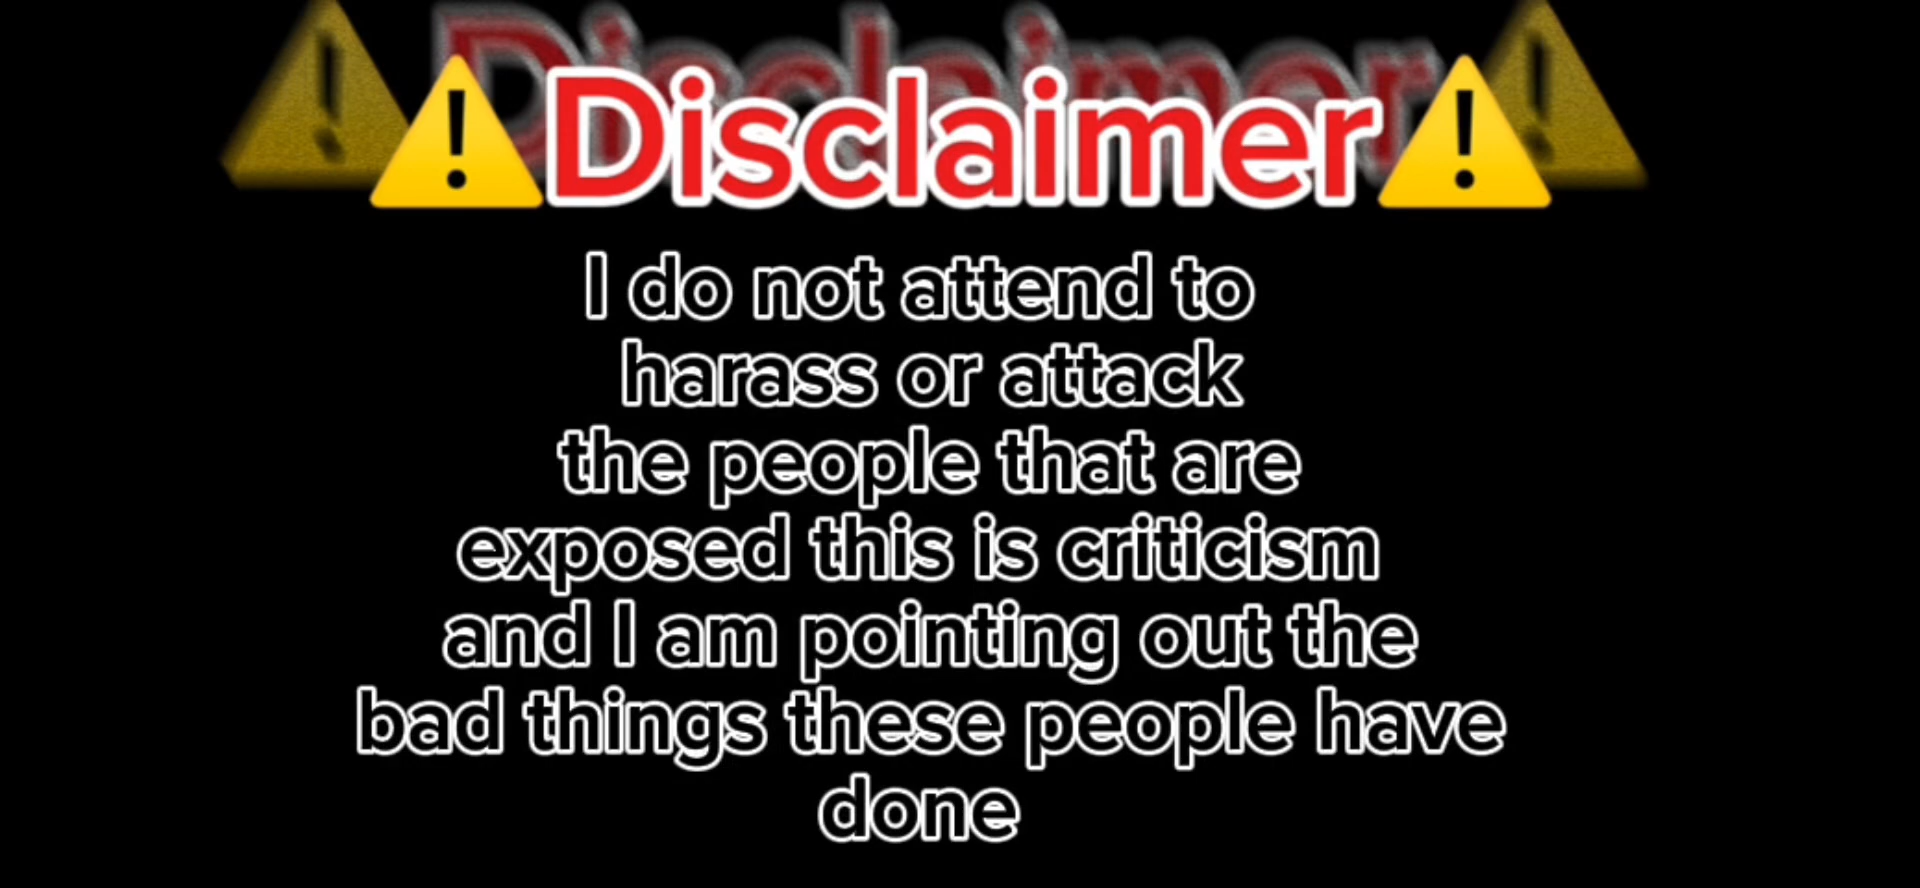 ⚠️Disclaimer⚠️
I do not attend to
harass or attack
the people that are
exposed this is criticism
and I am pointing out the
bad things these people have
done